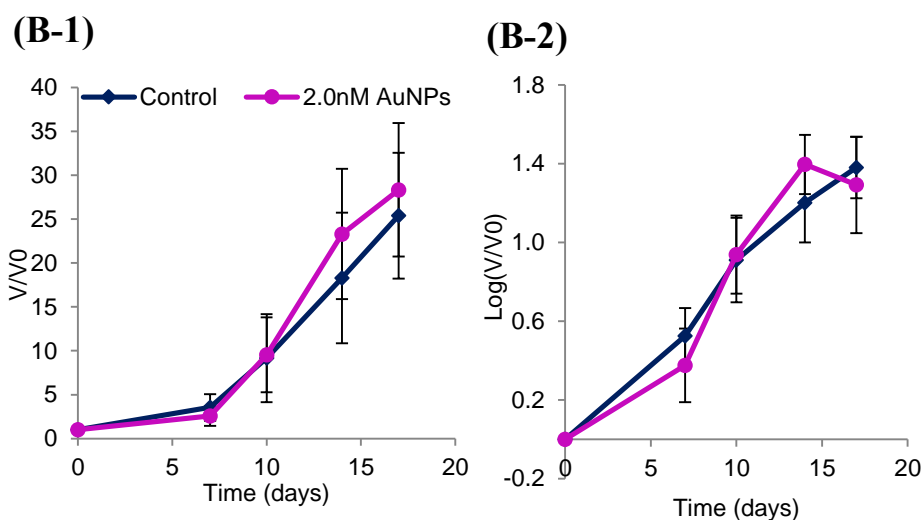 (B-1)
40
35
30
25
20
15
10
5
0
V/V0
Control
2.0nM AuNPs
0 5 10 15 20
Time (days)
(B-2)
1.8
1.4
1.0
0.6
0.2
-0.2
Log(V/V0)
0 5 10 15 20
Time (days)